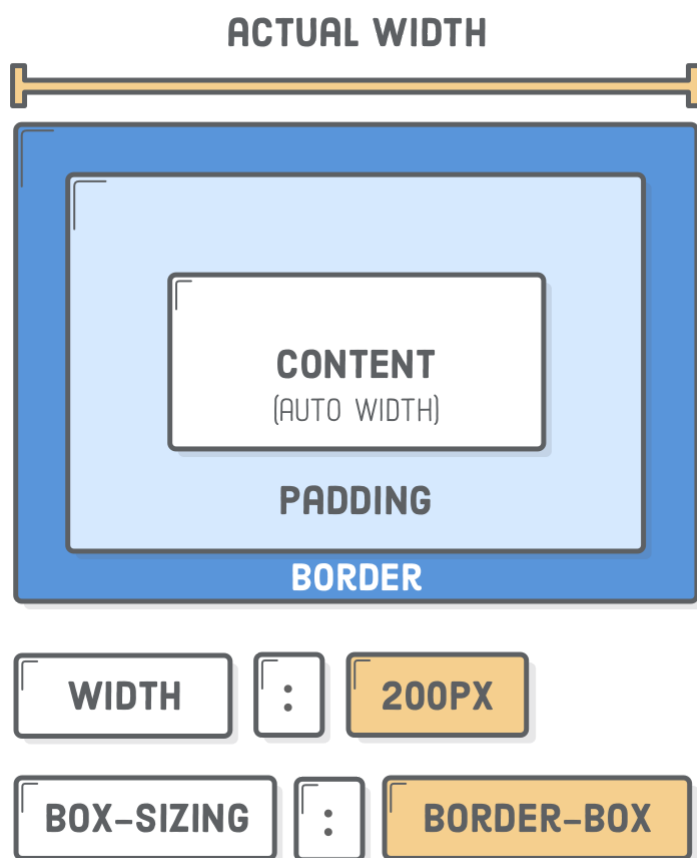 ACTUAL WIDTH
CONTENT
(AUTO WIDTH)
PADDING
BORDER
WIDTH : 200PX
BOX-SIZING : BORDER-BOX